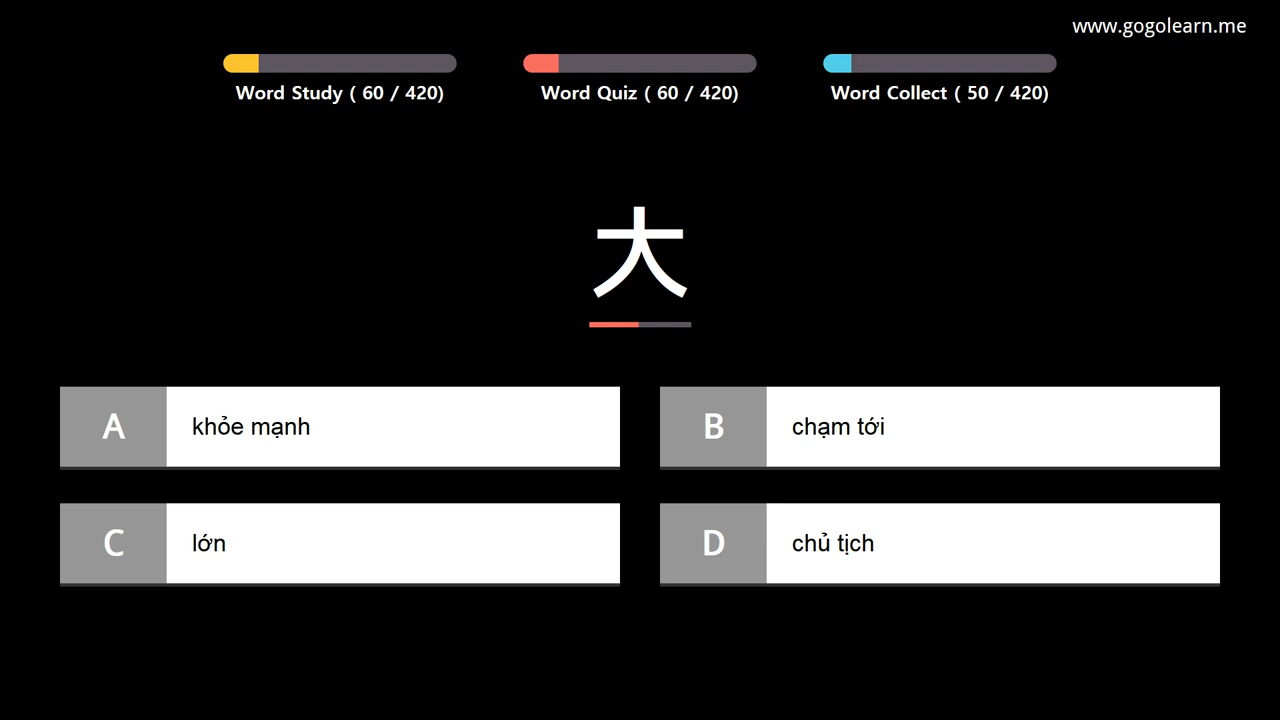 www.gogolearn.me
Word Study ( 60 / 420)
Word Quiz ( 60 / 420)
Word Collect ( 50 / 420)
大
A khỏe mạnh
B chạm tới
C lớn
D chủ tịch